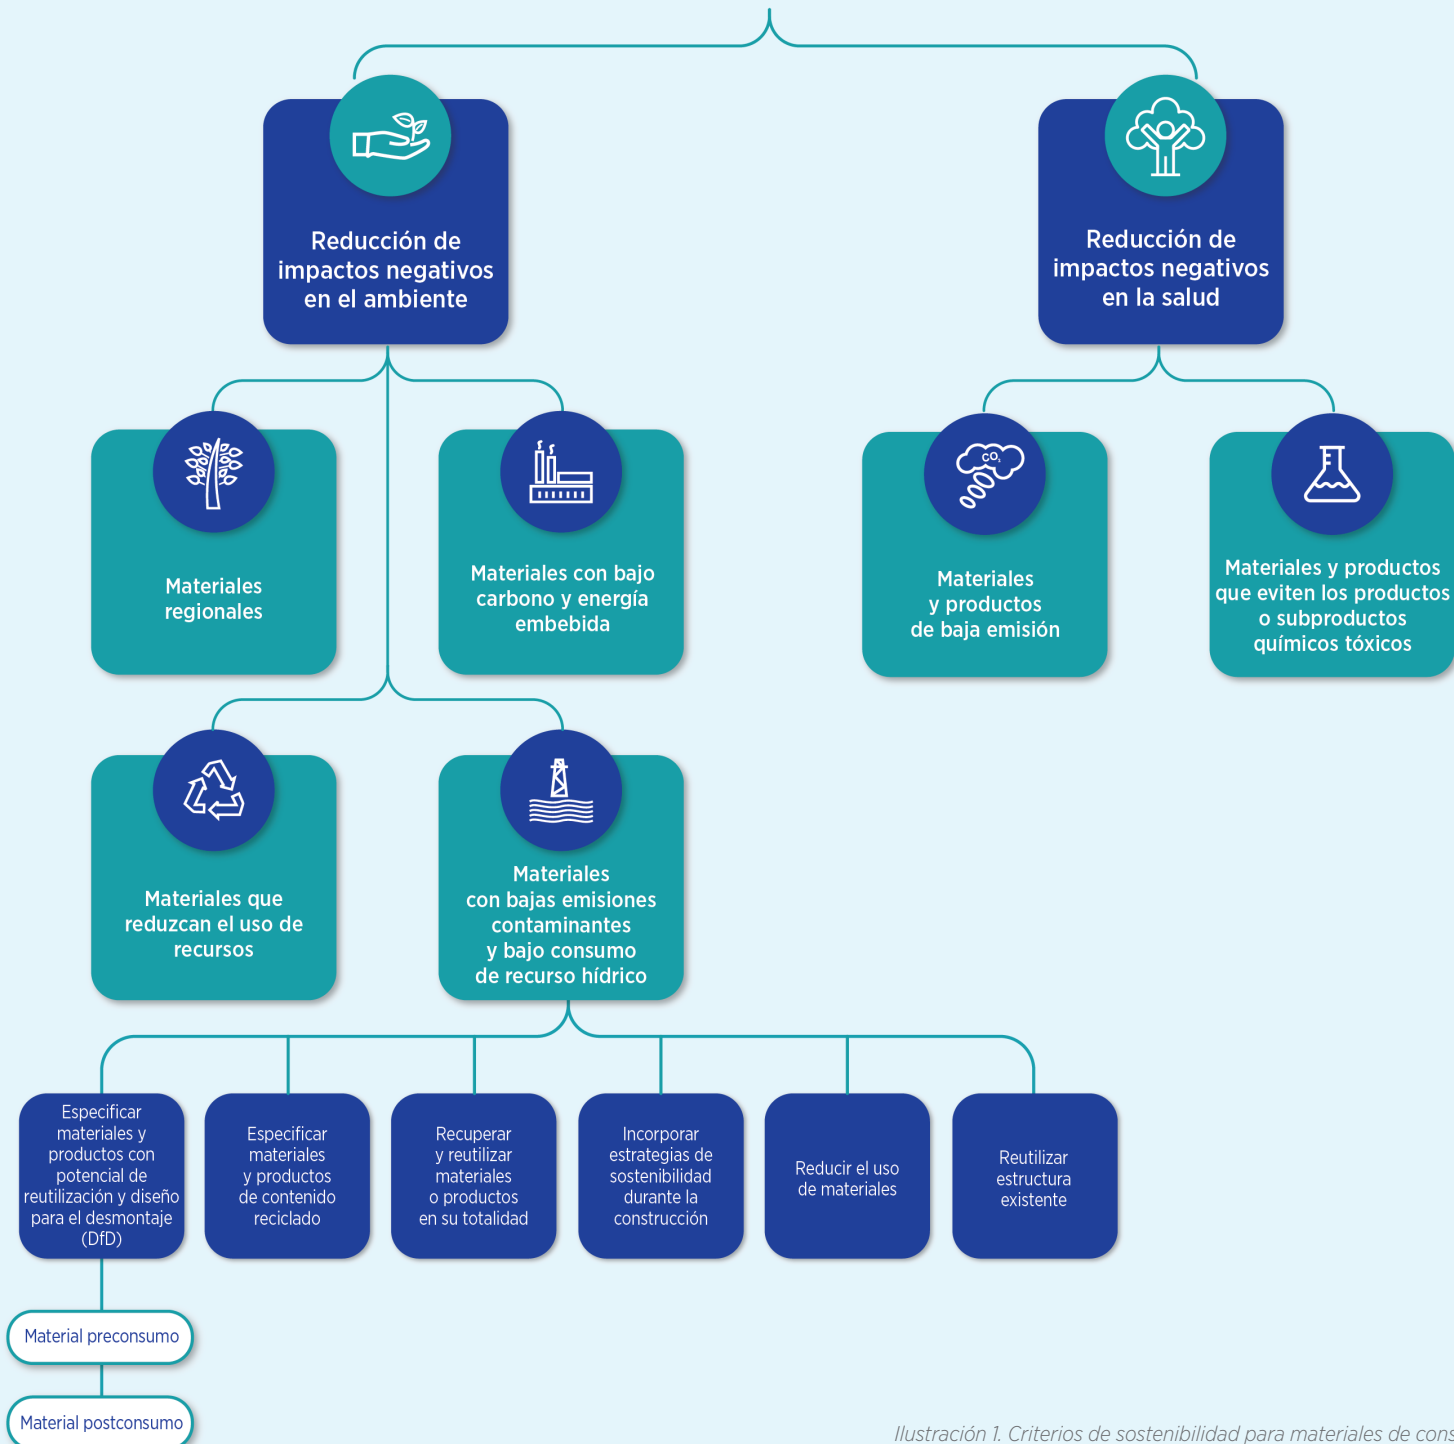 Reducción de
impactos negativos
en el ambiente
Reducción de
impactos negativos
en la salud
Materiales
regionales
Materiales con bajo
carbono y energía
embebida
CO₂
Materiales
y productos
de baja emisión
Materiales y productos
que eviten los productos
o subproductos
químicos tóxicos
Materiales que
reduzcan el uso de
recursos
Materiales
con bajas emisiones
contaminantes
y bajo consumo
de recurso hídrico
Especificar
materiales y
productos con
potencial de
reutilización y diseño
para el desmontaje
(DfD)
Especificar
materiales
y productos
de contenido
reciclado
Recuperar
y reutilizar
materiales
o productos
en su totalidad
Incorporar
estrategias de
sostenibilidad
durante la
construcción
Reducir el uso
de materiales
Reutilizar
estructura
existente
Material preconsumo
Material postconsumo
Ilustración 1. Criterios de sostenibilidad para materiales de cons